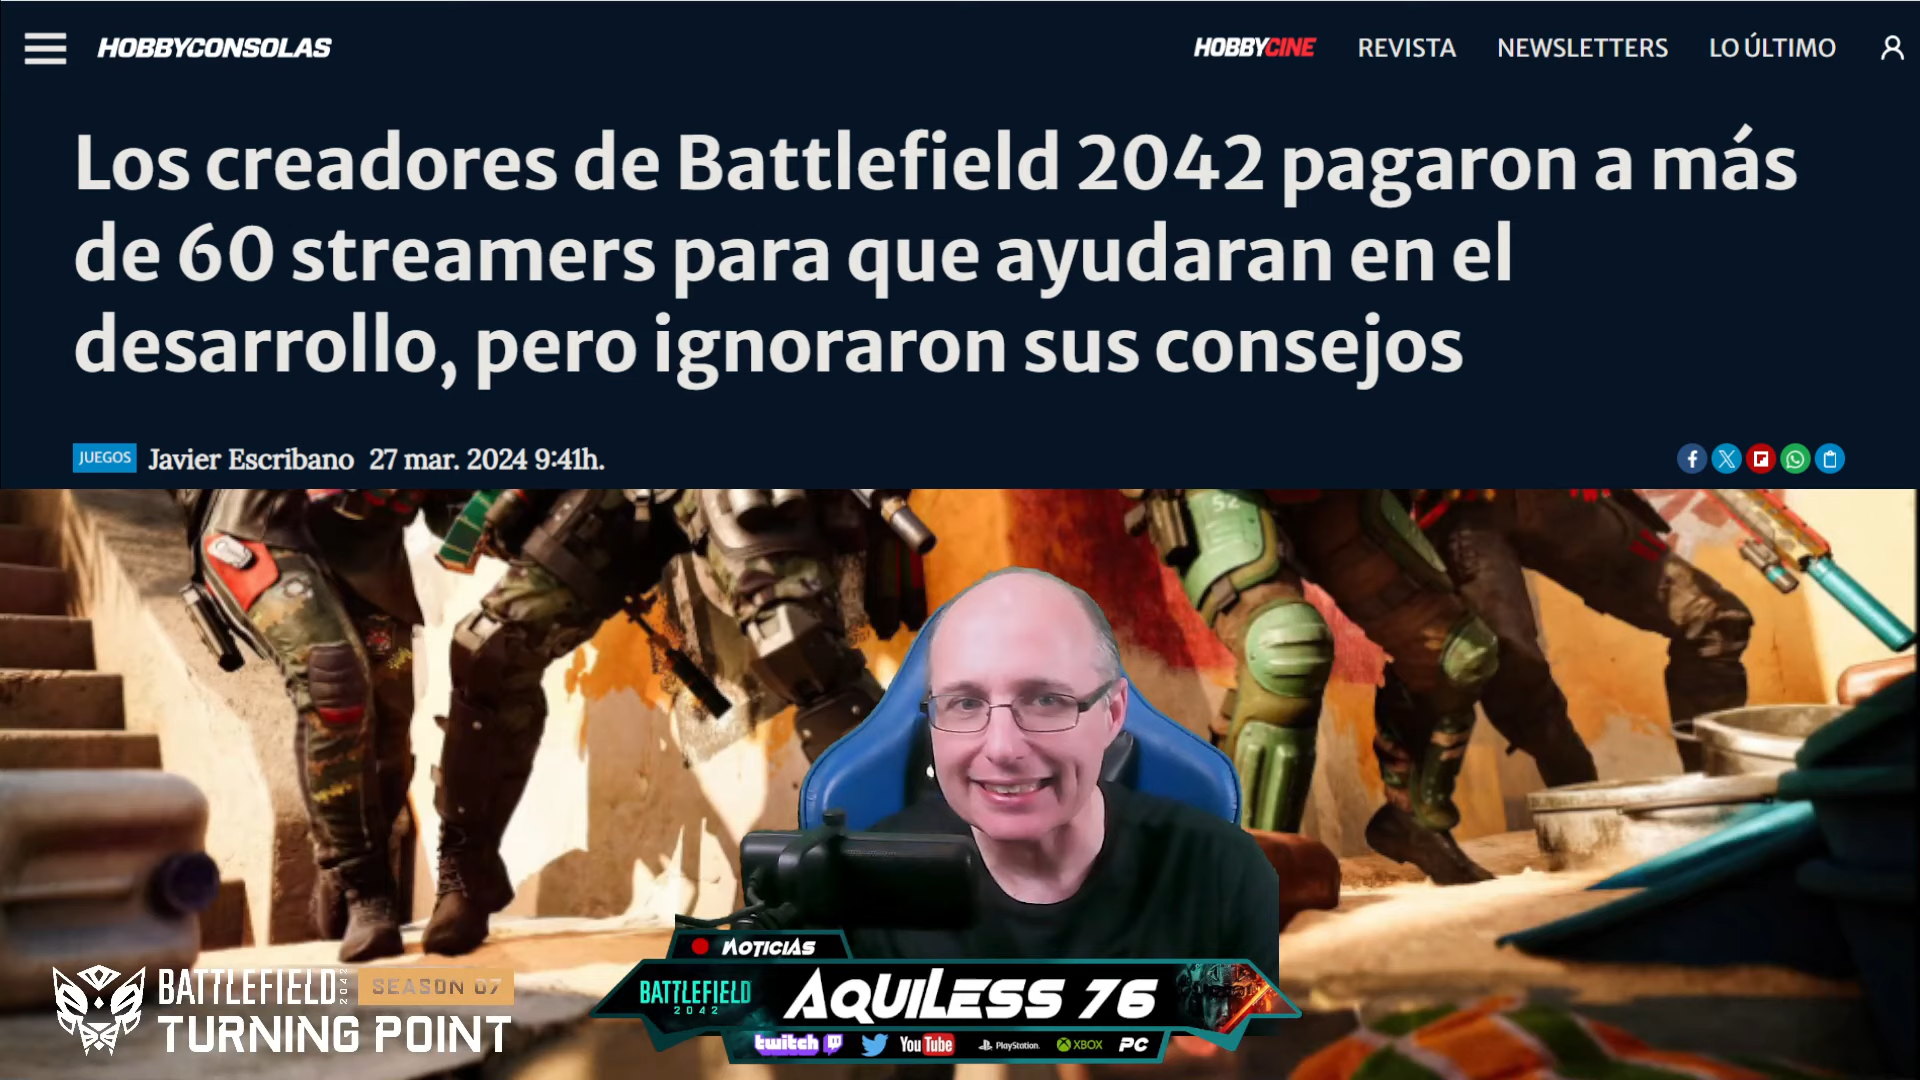 HOBBYCONSOLAS
HOBBYCINE REVISTA NEWSLETTERS LO ÚLTIMO
Los creadores de Battlefield 2042 pagaron a más
de 60 streamers para que ayudaran en el
desarrollo, pero ignoraron sus consejos
JUEGOS Javier Escribano 27 mar. 2024 9:41h.
52
NOTICIAS
BATTLEFIELD 2042 SEASON 07
TURNING POINT
BATTLEFIELD
2042
AQUILESS 76
twitch YouTube PlayStation. XBOX PC